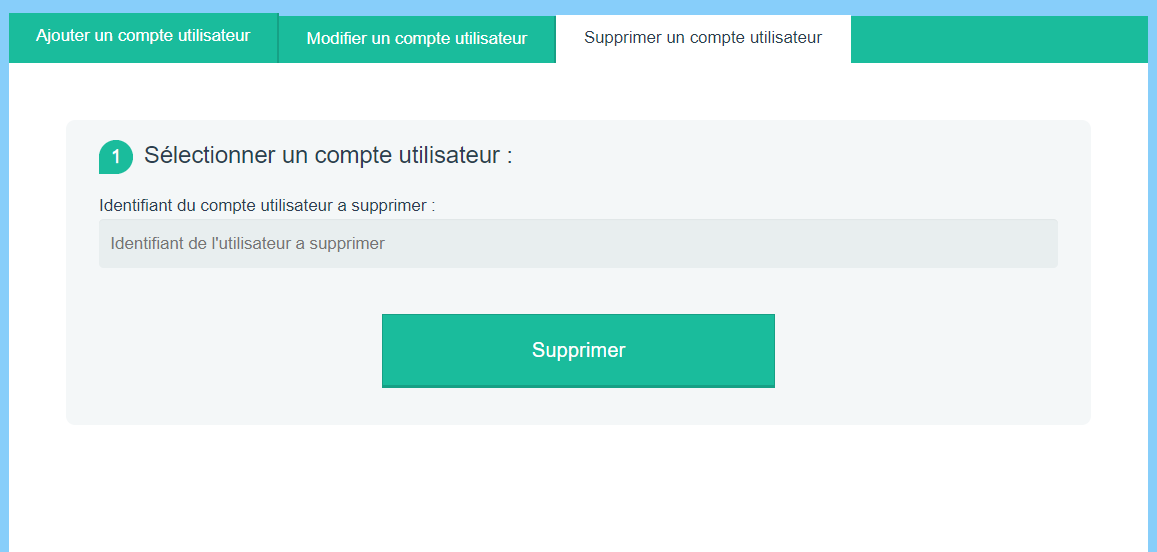 Ajouter un compte utilisateur
Modifier un compte utilisateur
Supprimer un compte utilisateur
1 Sélectionner un compte utilisateur :
Identifiant du compte utilisateur a supprimer :
Identifiant de l'utilisateur a supprimer
Supprimer